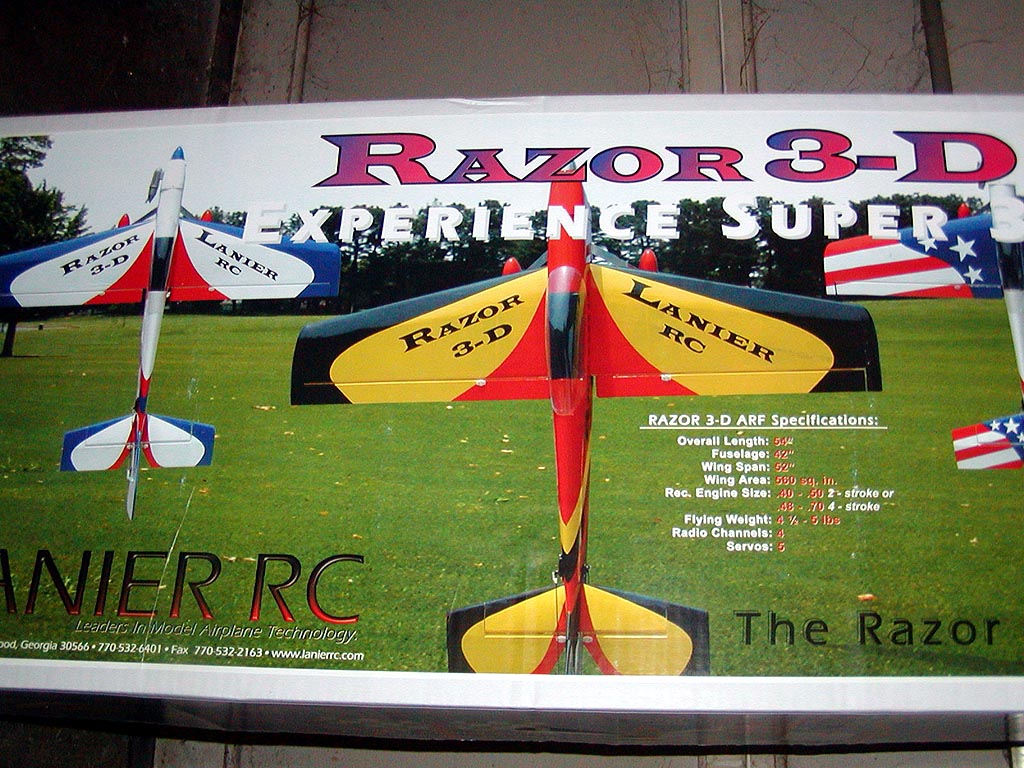 RAZOR 3-D
EXPERIENCE SUPER 3
RAZOR
3-D
LANIER
RC
RAZOR
3-D
LANIER
RC
RAZOR 3-D ARF Specifications:
Overall Length: 54"
Fuselage: 42"
Wing Span: 52"
Wing Area: 560 sq. in.
Rec. Engine Size: .40 - .50 2 - stroke or
.48 - .70 4 - stroke
Flying Weight: 4 ½ - 5 lbs
Radio Channels: 4
Servos: 5
ANIER RC
Leaders In Model Airplane Technology.
ood, Georgia 30566 • 770-532-6401 • Fax 770-532-2163 • www.lanierrc.com
The Razor